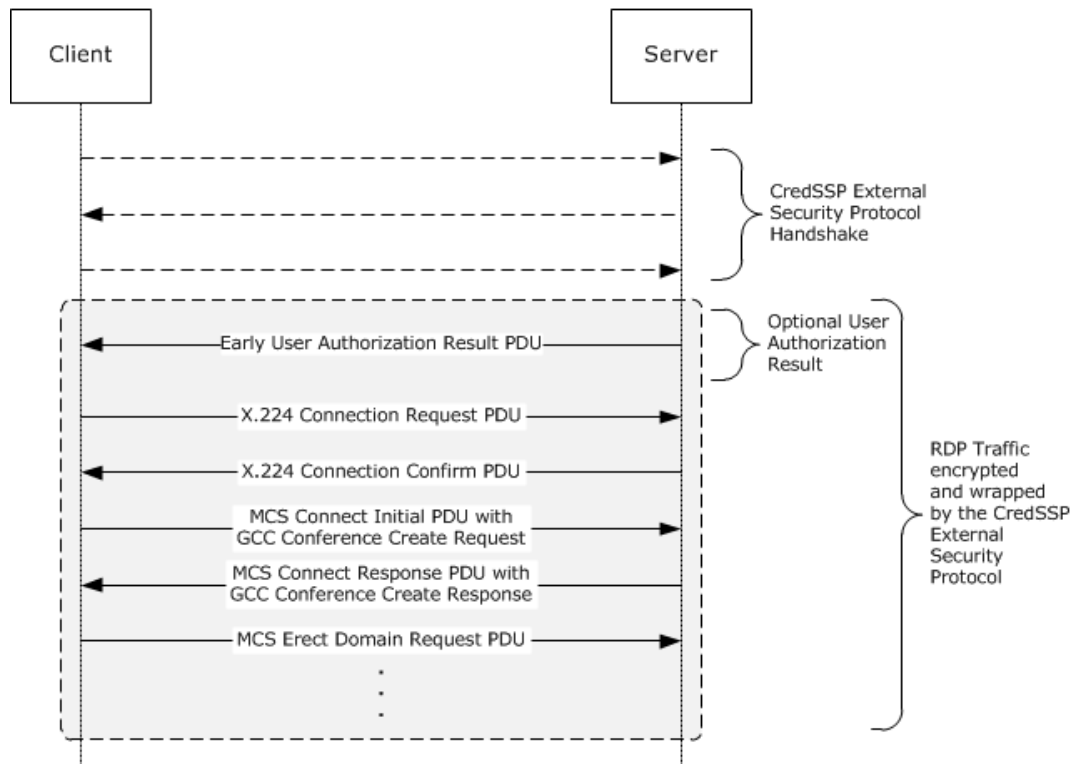 Client
Server
CredSSP External
Security Protocol
Handshake
Early User Authorization Result PDU
Optional User
Authorization
Result
X.224 Connection Request PDU
X.224 Connection Confirm PDU
MCS Connect Initial PDU with
GCC Conference Create Request
MCS Connect Response PDU with
GCC Conference Create Response
MCS Erect Domain Request PDU
RDP Traffic
encrypted
and wrapped
by the CredSSP
External
Security
Protocol